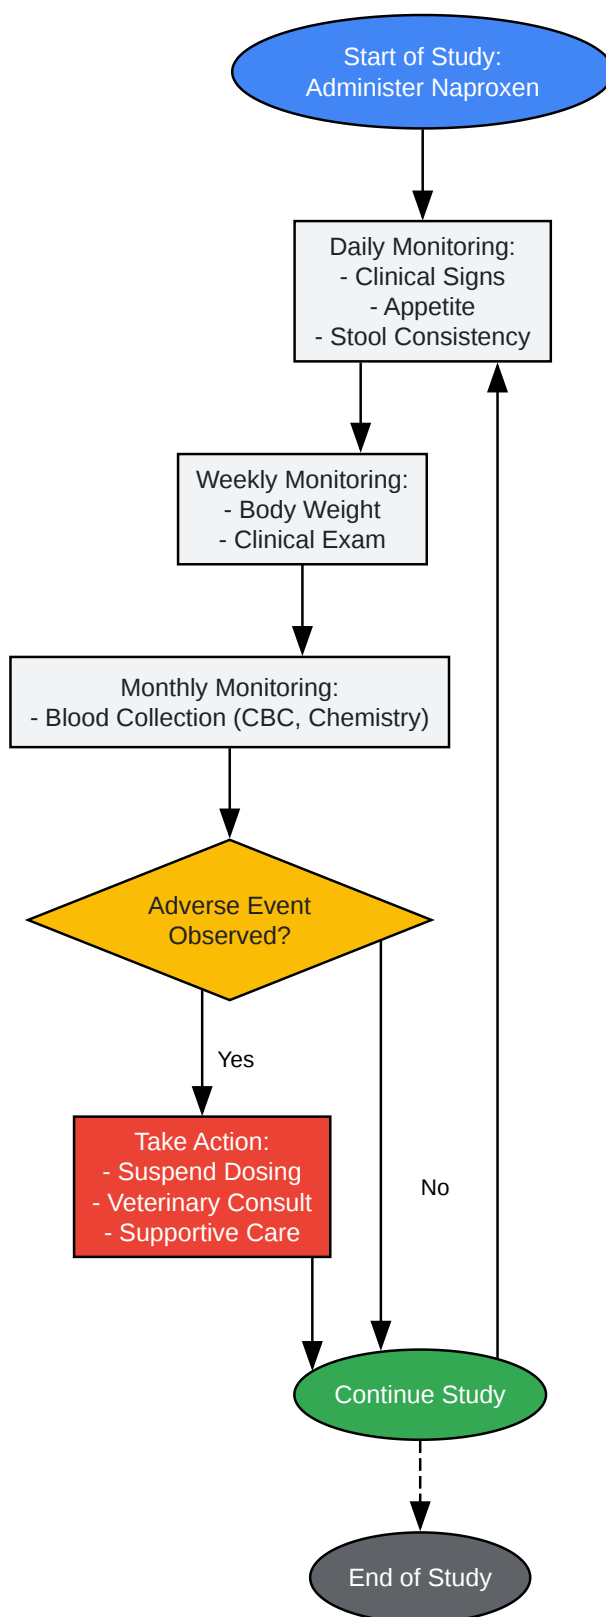 Start of Study:
Administer Naproxen
Daily Monitoring:
- Clinical Signs
- Appetite
- Stool Consistency
Weekly Monitoring:
- Body Weight
- Clinical Exam
Monthly Monitoring:
- Blood Collection (CBC, Chemistry)
Adverse Event
Observed?
Yes
Take Action:
- Suspend Dosing
- Veterinary Consult
- Supportive Care
No
Continue Study
End of Study